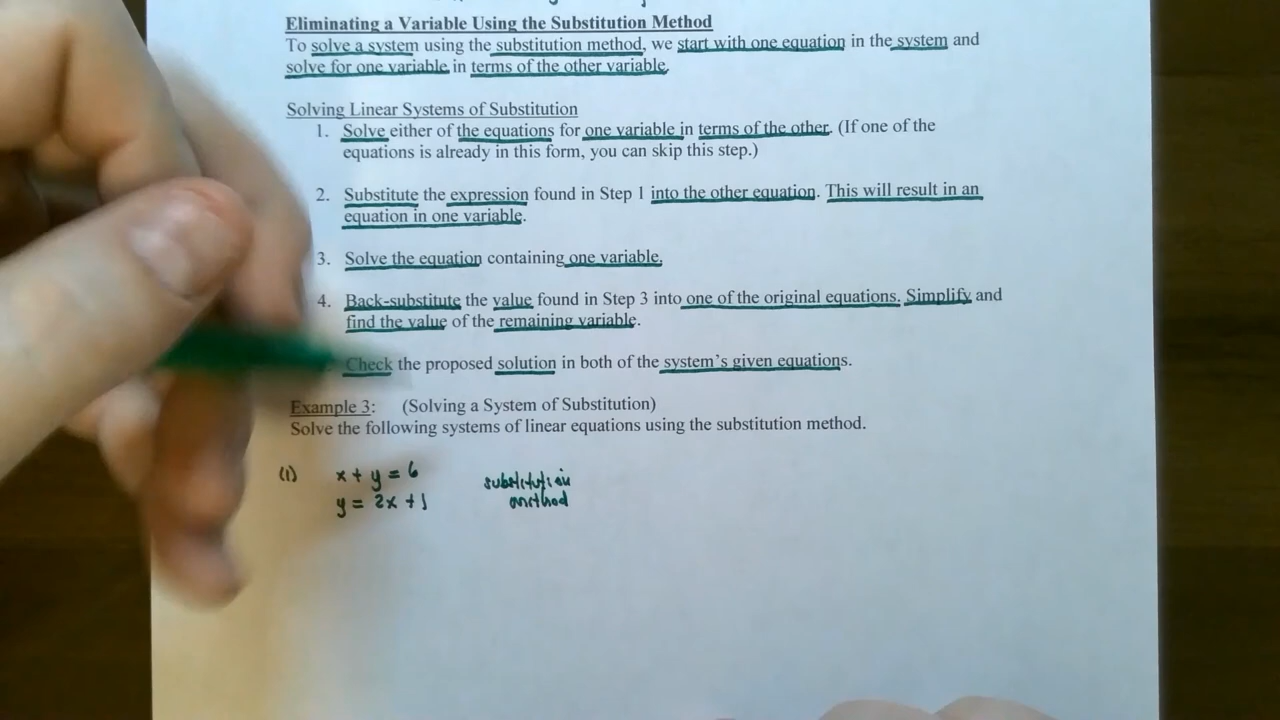 Eliminating a Variable Using the Substitution Method
To solve a system using the substitution method, we start with one equation in the system and
solve for one variable in terms of the other variable.
Solving Linear Systems of Substitution
1. Solve either of the equations for one variable in terms of the other. (If one of the
equations is already in this form, you can skip this step.)
2. Substitute the expression found in Step 1 into the other equation. This will result in an
equation in one variable.
3. Solve the equation containing one variable.
4. Back-substitute the value found in Step 3 into one of the original equations. Simplify and
find the value of the remaining variable.
Check the proposed solution in both of the system's given equations.
Example 3: (Solving a System of Substitution)
Solve the following systems of linear equations using the substitution method.
(1) x + y = 6 substitution
y = 2x + 1 method